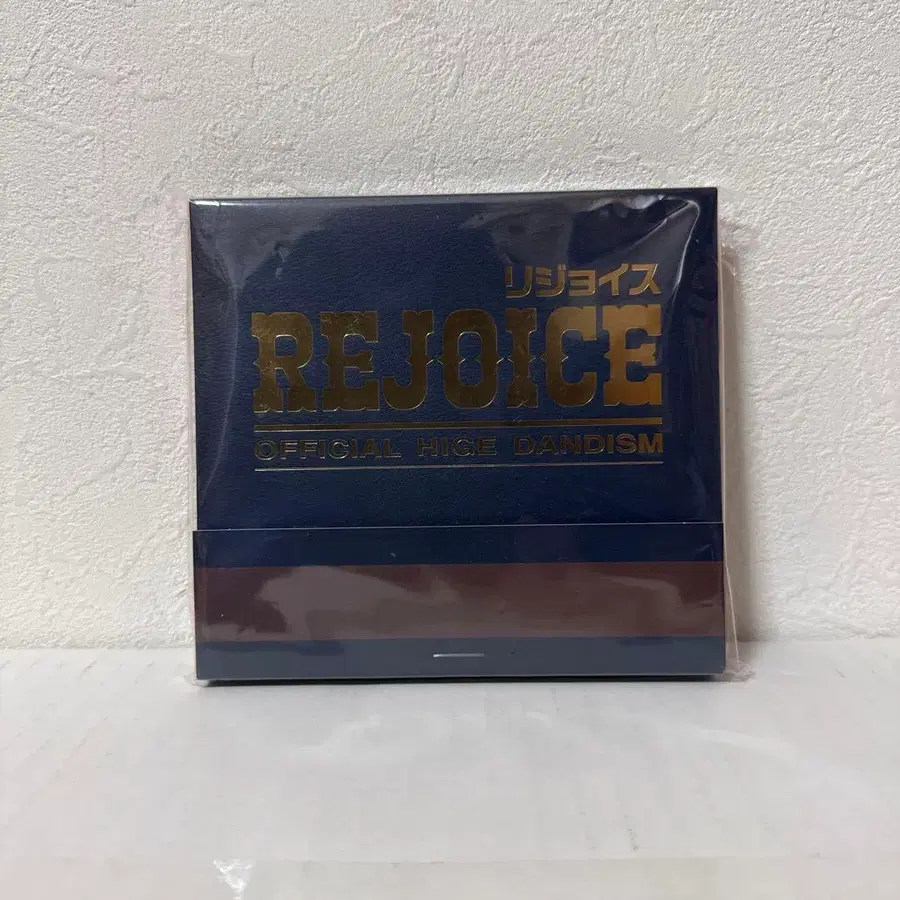 リジョイス
REJOICE
OFFICIAL HIGE DANDISM